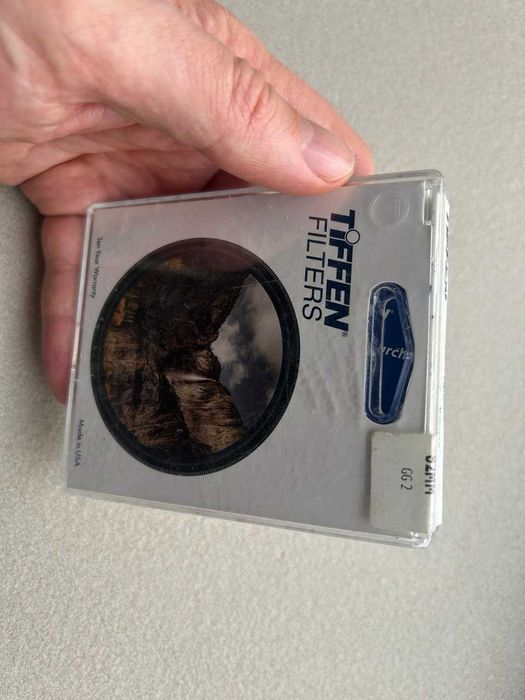 TIFFEN®
FILTERS
GG 2
Ten Year Warranty
Made in USA